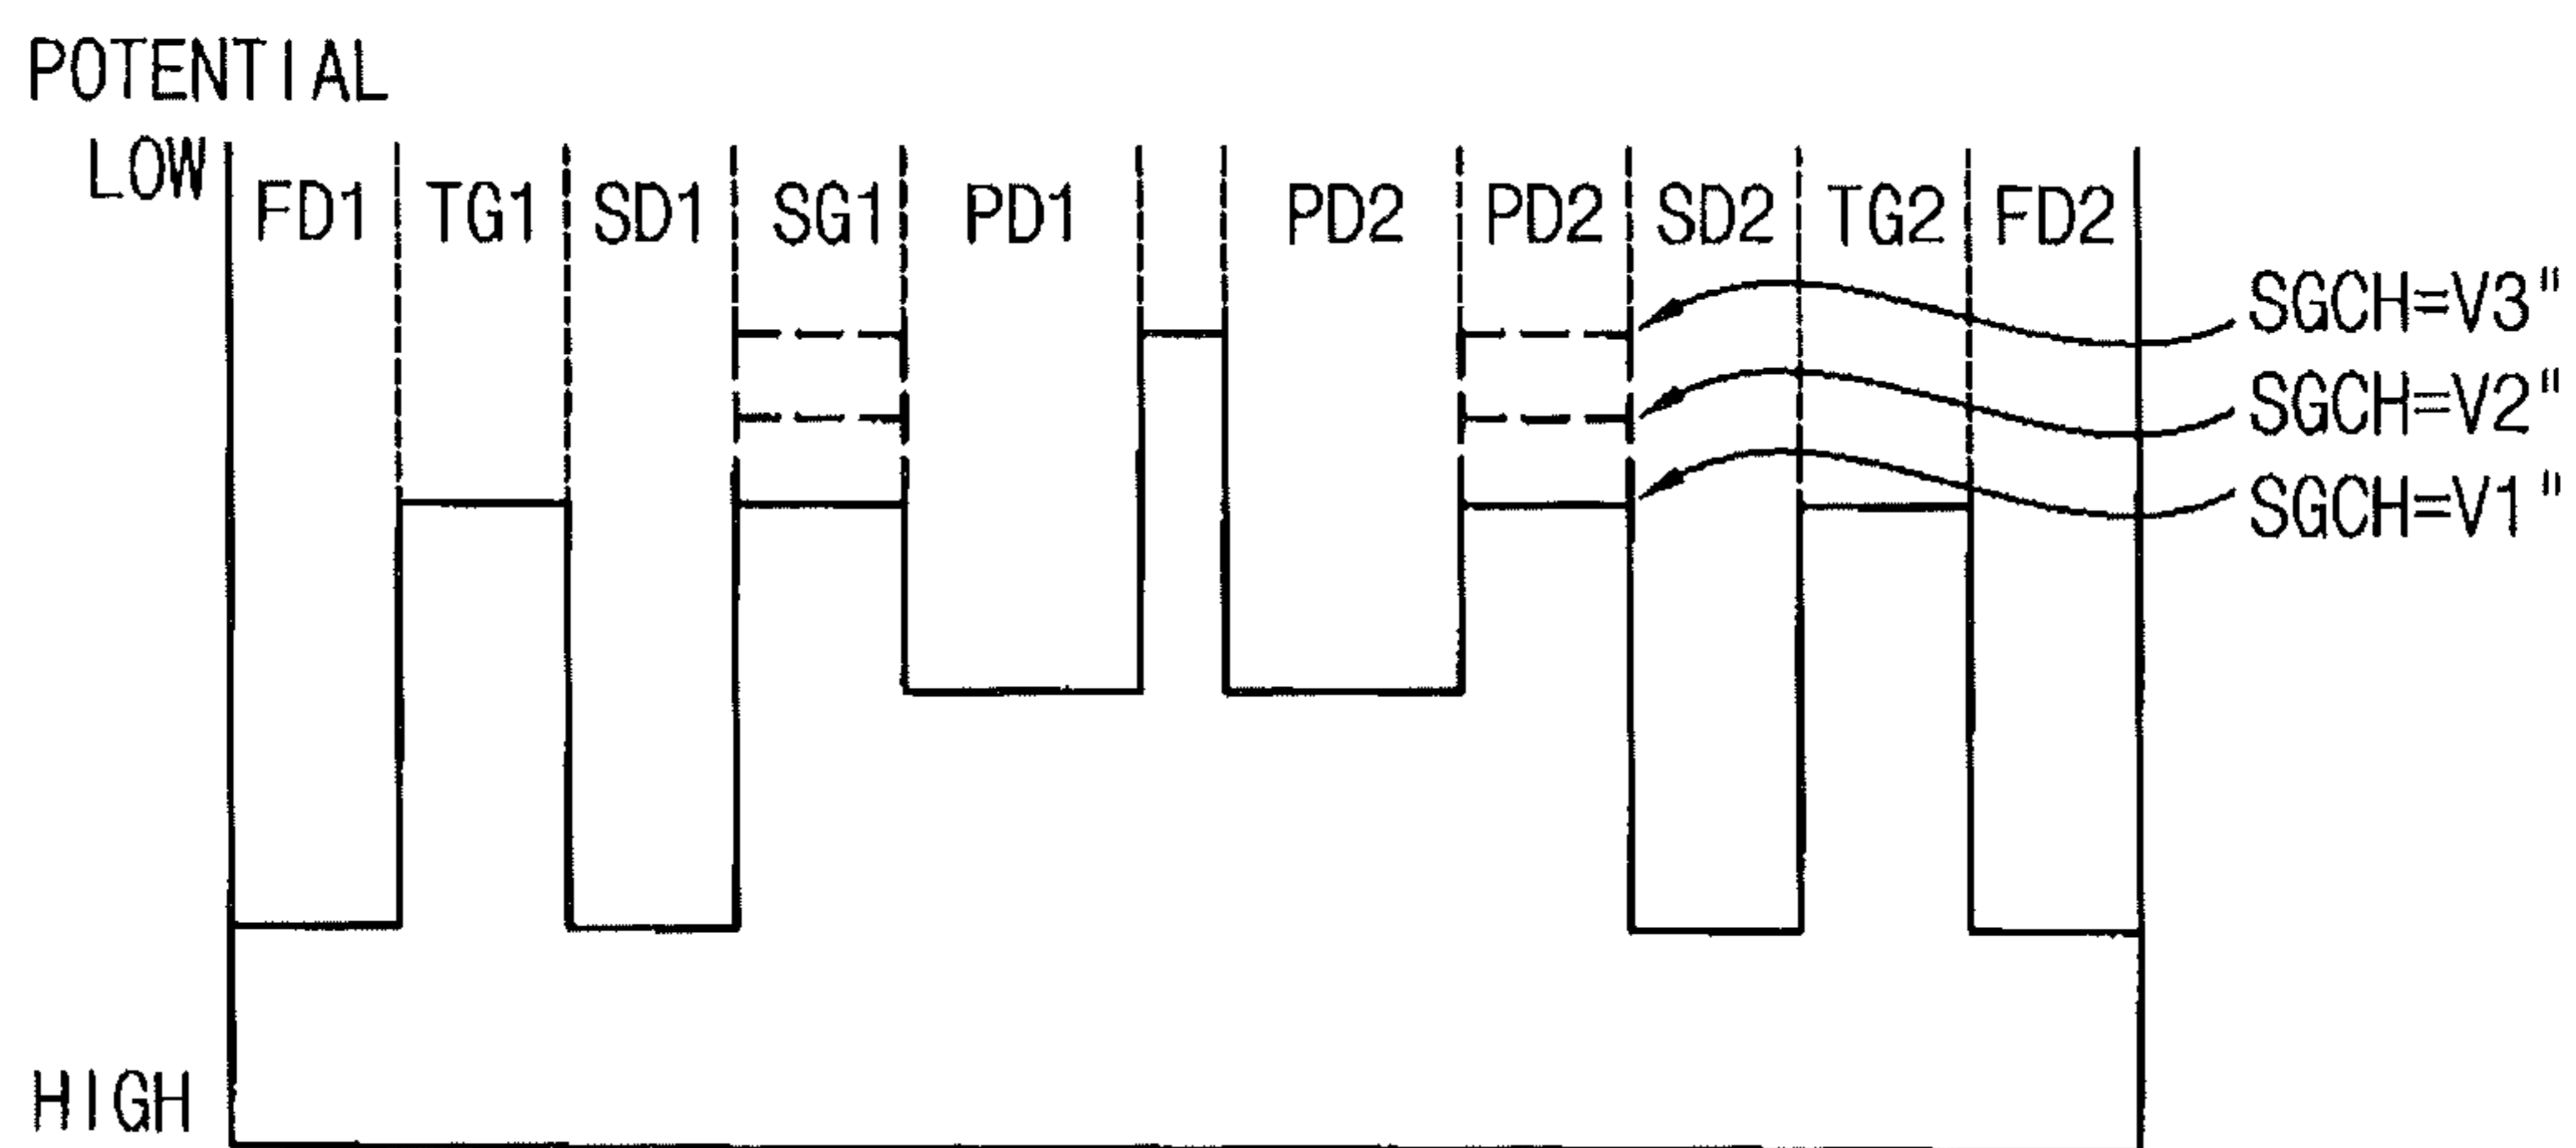 POTENTIAL
LOW
FD1 TG1 SD1 SG1 PD1 PD2 PD2 SD2 TG2 FD2
SGCH=V3"
SGCH=V2"
SGCH=V1"
HIGH